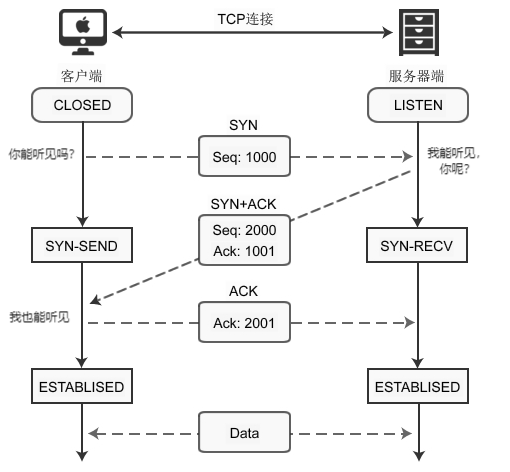 TCP连接
客户端
服务器端
CLOSED
LISTEN
SYN
你能听见吗?
Seq: 1000
我能听见,
你呢?
SYN+ACK
Seq: 2000
Ack: 1001
SYN-SEND
SYN-RECV
ACK
我也能听见
Ack: 2001
ESTABLISED
ESTABLISED
Data